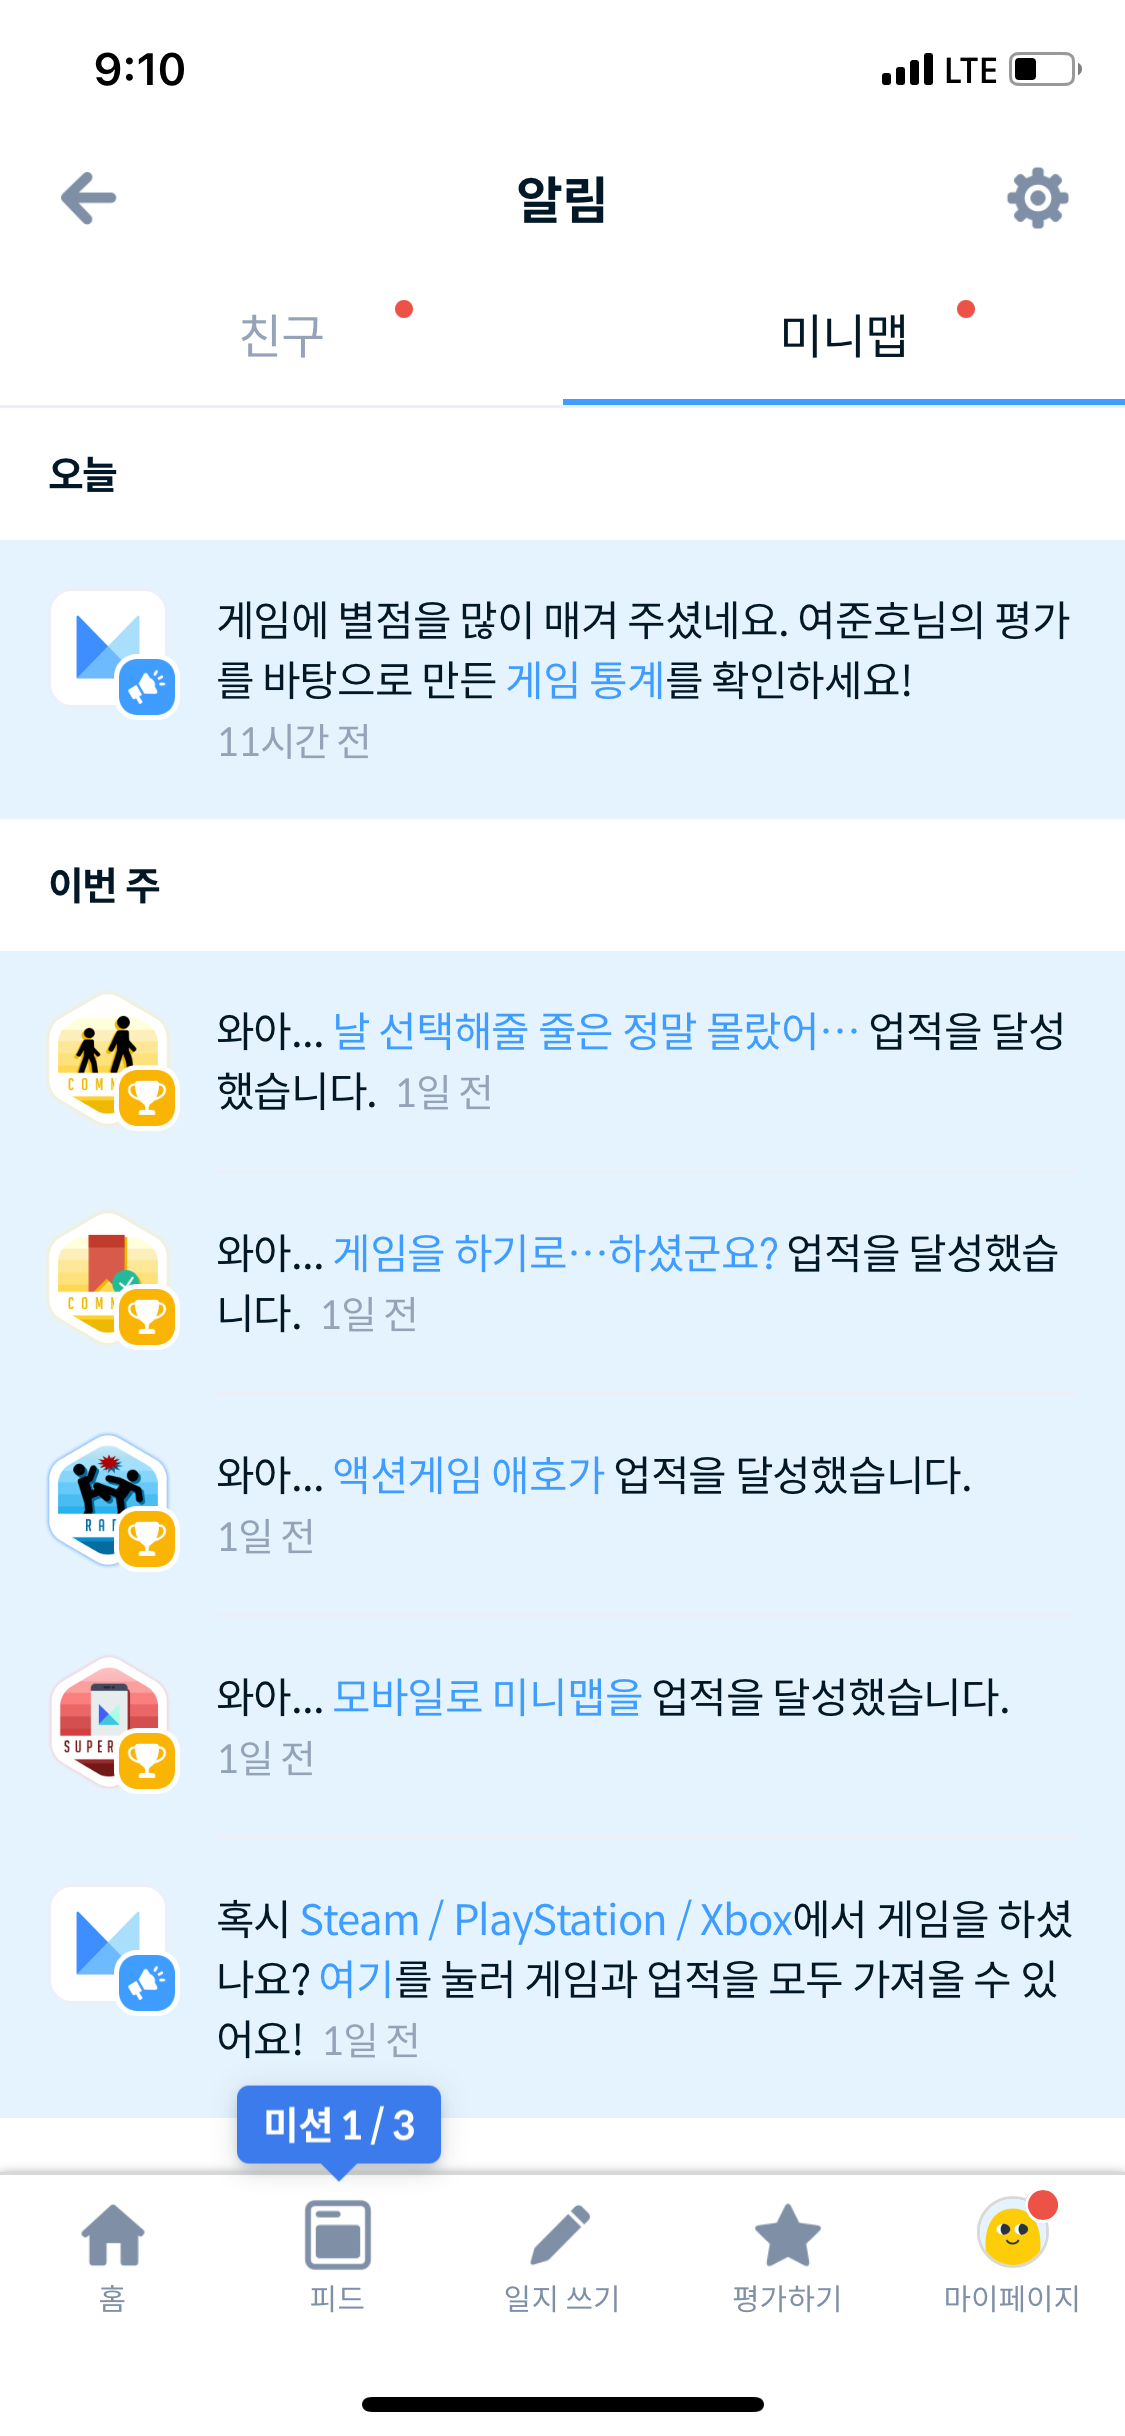 9:10
LTE
알림
친구
미니맵
오늘
게임에 별점을 많이 매겨 주셨네요. 여준호님의 평가
를 바탕으로 만든 게임 통계를 확인하세요!
11시간 전
이번 주
와아... 날 선택해줄 줄은 정말 몰랐어… 업적을 달성
했습니다. 1일 전
와아... 게임을 하기로…하셨군요? 업적을 달성했습
니다. 1일 전
와아... 액션게임 애호가 업적을 달성했습니다.
1일 전
와아... 모바일로 미니맵을 업적을 달성했습니다.
1일 전
SUPER
혹시 Steam / PlayStation / Xbox에서 게임을 하셨
나요? 여기를 눌러 게임과 업적을 모두 가져올 수 있
어요! 1일 전
미션 1 / 3
홈
피드
일지 쓰기
평가하기
마이페이지